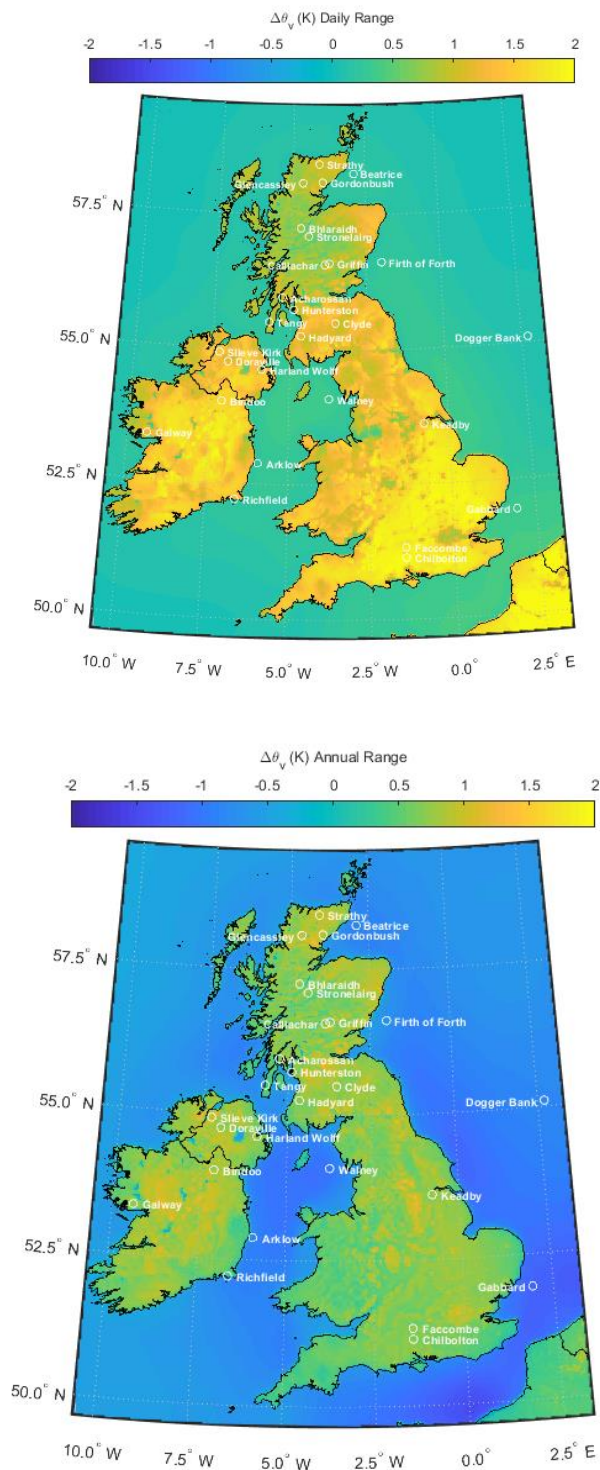 Δθv (K) Daily Range
-2 -1.5 -1 -0.5 0 0.5 1 1.5 2
Strathy
Beatrice
Glencassley
Gordonbush
57.5° N
Bhlaraidh
Stronelairg
Calliachar
Griffin
Firth of Forth
Acharossan
Hunterston
55.0° N
Tangy
Clyde
Hadyard
Dogger Bank
Slieve Kirk
Doraville
Harland Wolff
Bindoo
Walney
Galway
Keadby
52.5° N
Arklow
Richfield
Gabbard
Faccombe
Chilbolton
50.0° N
10.0° W 7.5° W 5.0° W 2.5° W 0.0° E 2.5° E
Δθv (K) Annual Range
-2 -1.5 -1 -0.5 0 0.5 1 1.5 2
Strathy
Beatrice
Glencassley
Gordonbush
57.5° N
Bhlaraidh
Stronelairg
Calliachar
Griffin
Firth of Forth
Acharossan
Hunterston
55.0° N
Tangy
Clyde
Hadyard
Dogger Bank
Slieve Kirk
Doraville
Harland Wolff
Bindoo
Walney
Galway
Keadby
52.5° N
Arklow
Richfield
Gabbard
Faccombe
Chilbolton
50.0° N
10.0° W 7.5° W 5.0° W 2.5° W 0.0° E 2.5° E